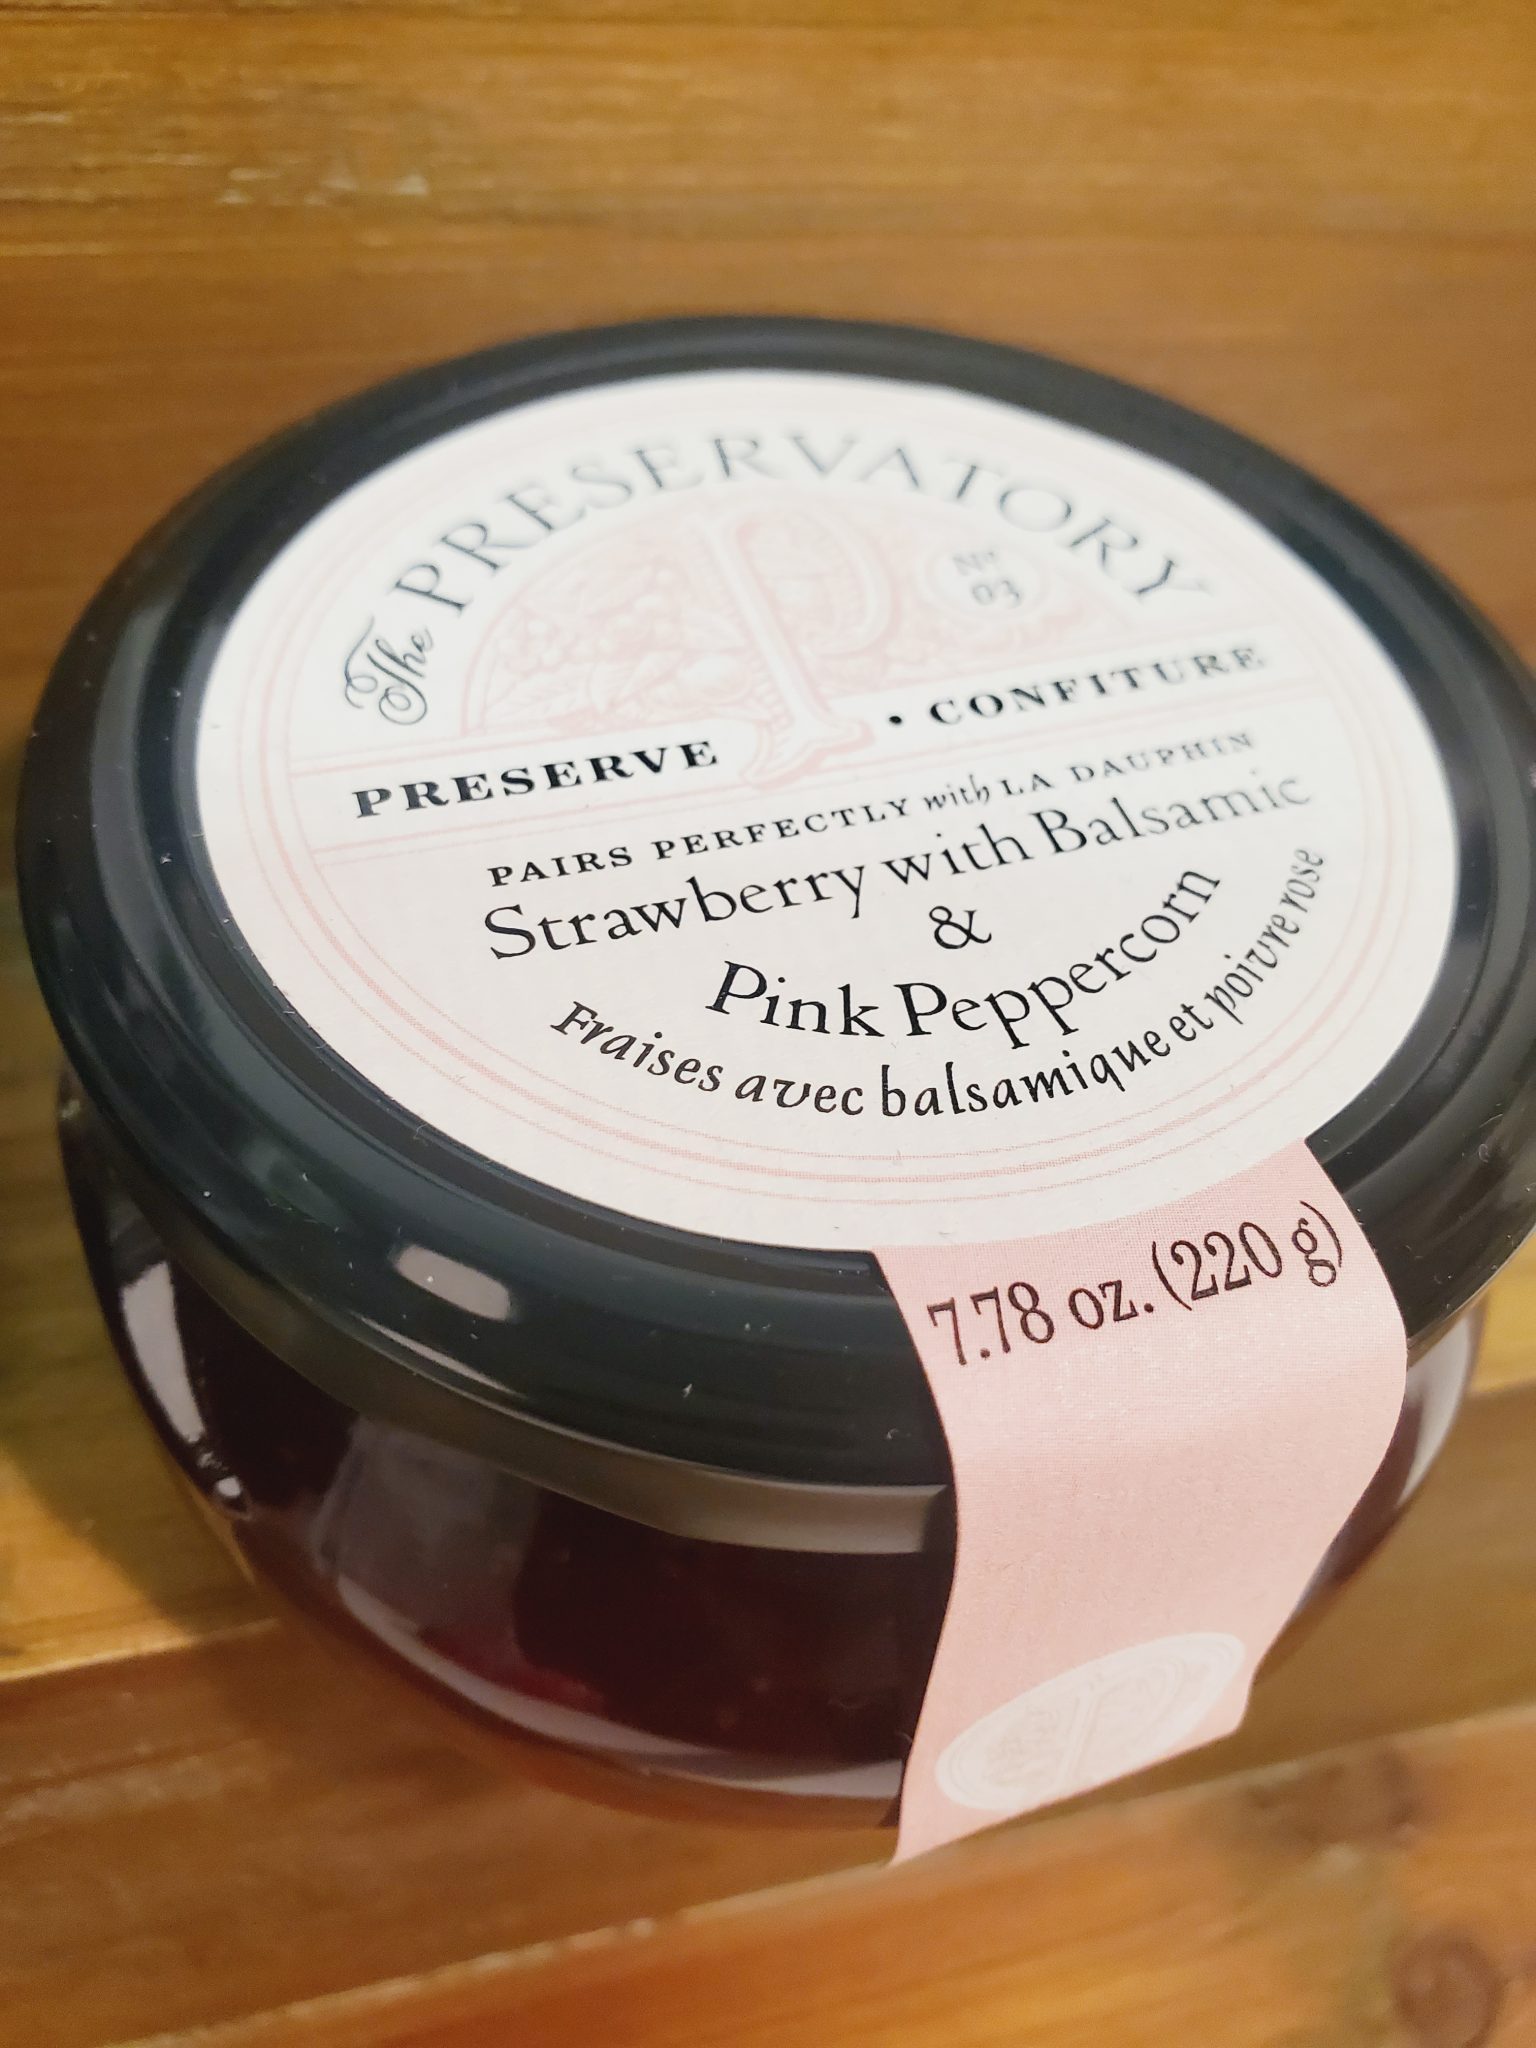 The PRESERVATORY
P
Nº
03
PRESERVE • CONFITURE
PAIRS PERFECTLY with LA DAUPHIN
Strawberry with Balsamic
&
Pink Peppercorn
Fraises avec balsamique et poivre rose
7.78 oz. (220 g)
P